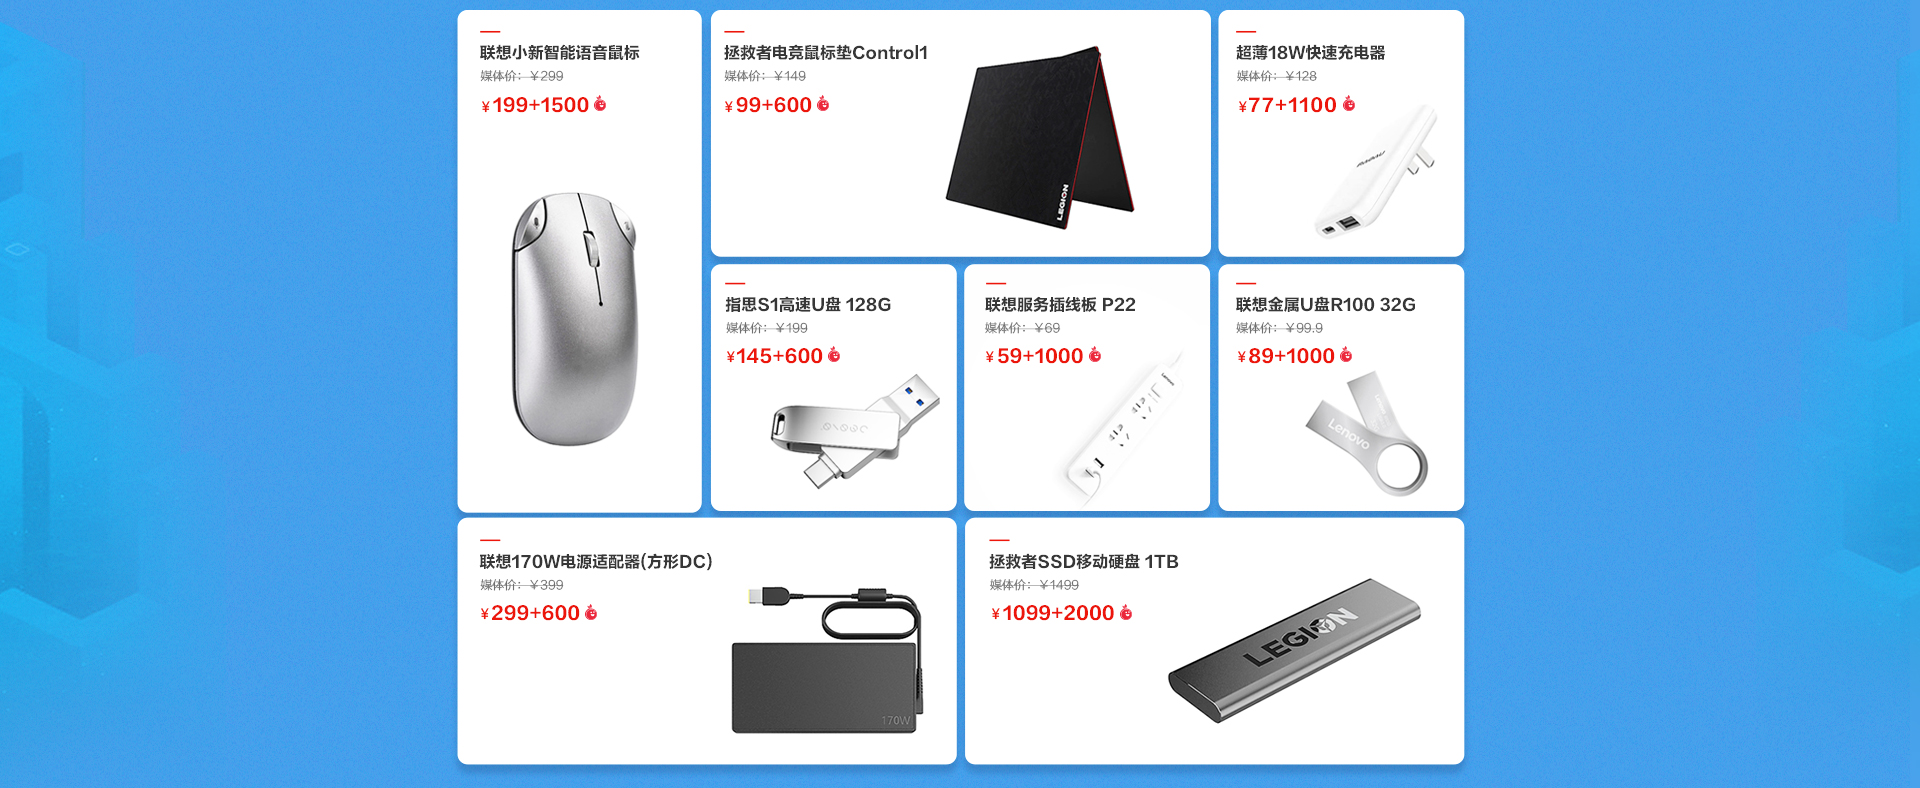 联想小新智能语音鼠标
媒体价：￥299
￥199+1500
拯救者电竞鼠标垫Control1
媒体价：￥149
￥99+600
LEGION
超薄18W快速充电器
媒体价：￥128
￥77+1100
指思S1高速U盘 128G
媒体价：￥199
￥145+600
联想服务插线板 P22
媒体价：￥69
￥59+1000
联想金属U盘R100 32G
媒体价：￥99.9
￥89+1000
Lenovo
联想170W电源适配器(方形DC)
媒体价：￥399
￥299+600
170W
拯救者SSD移动硬盘 1TB
媒体价：￥1499
￥1099+2000
LEGION